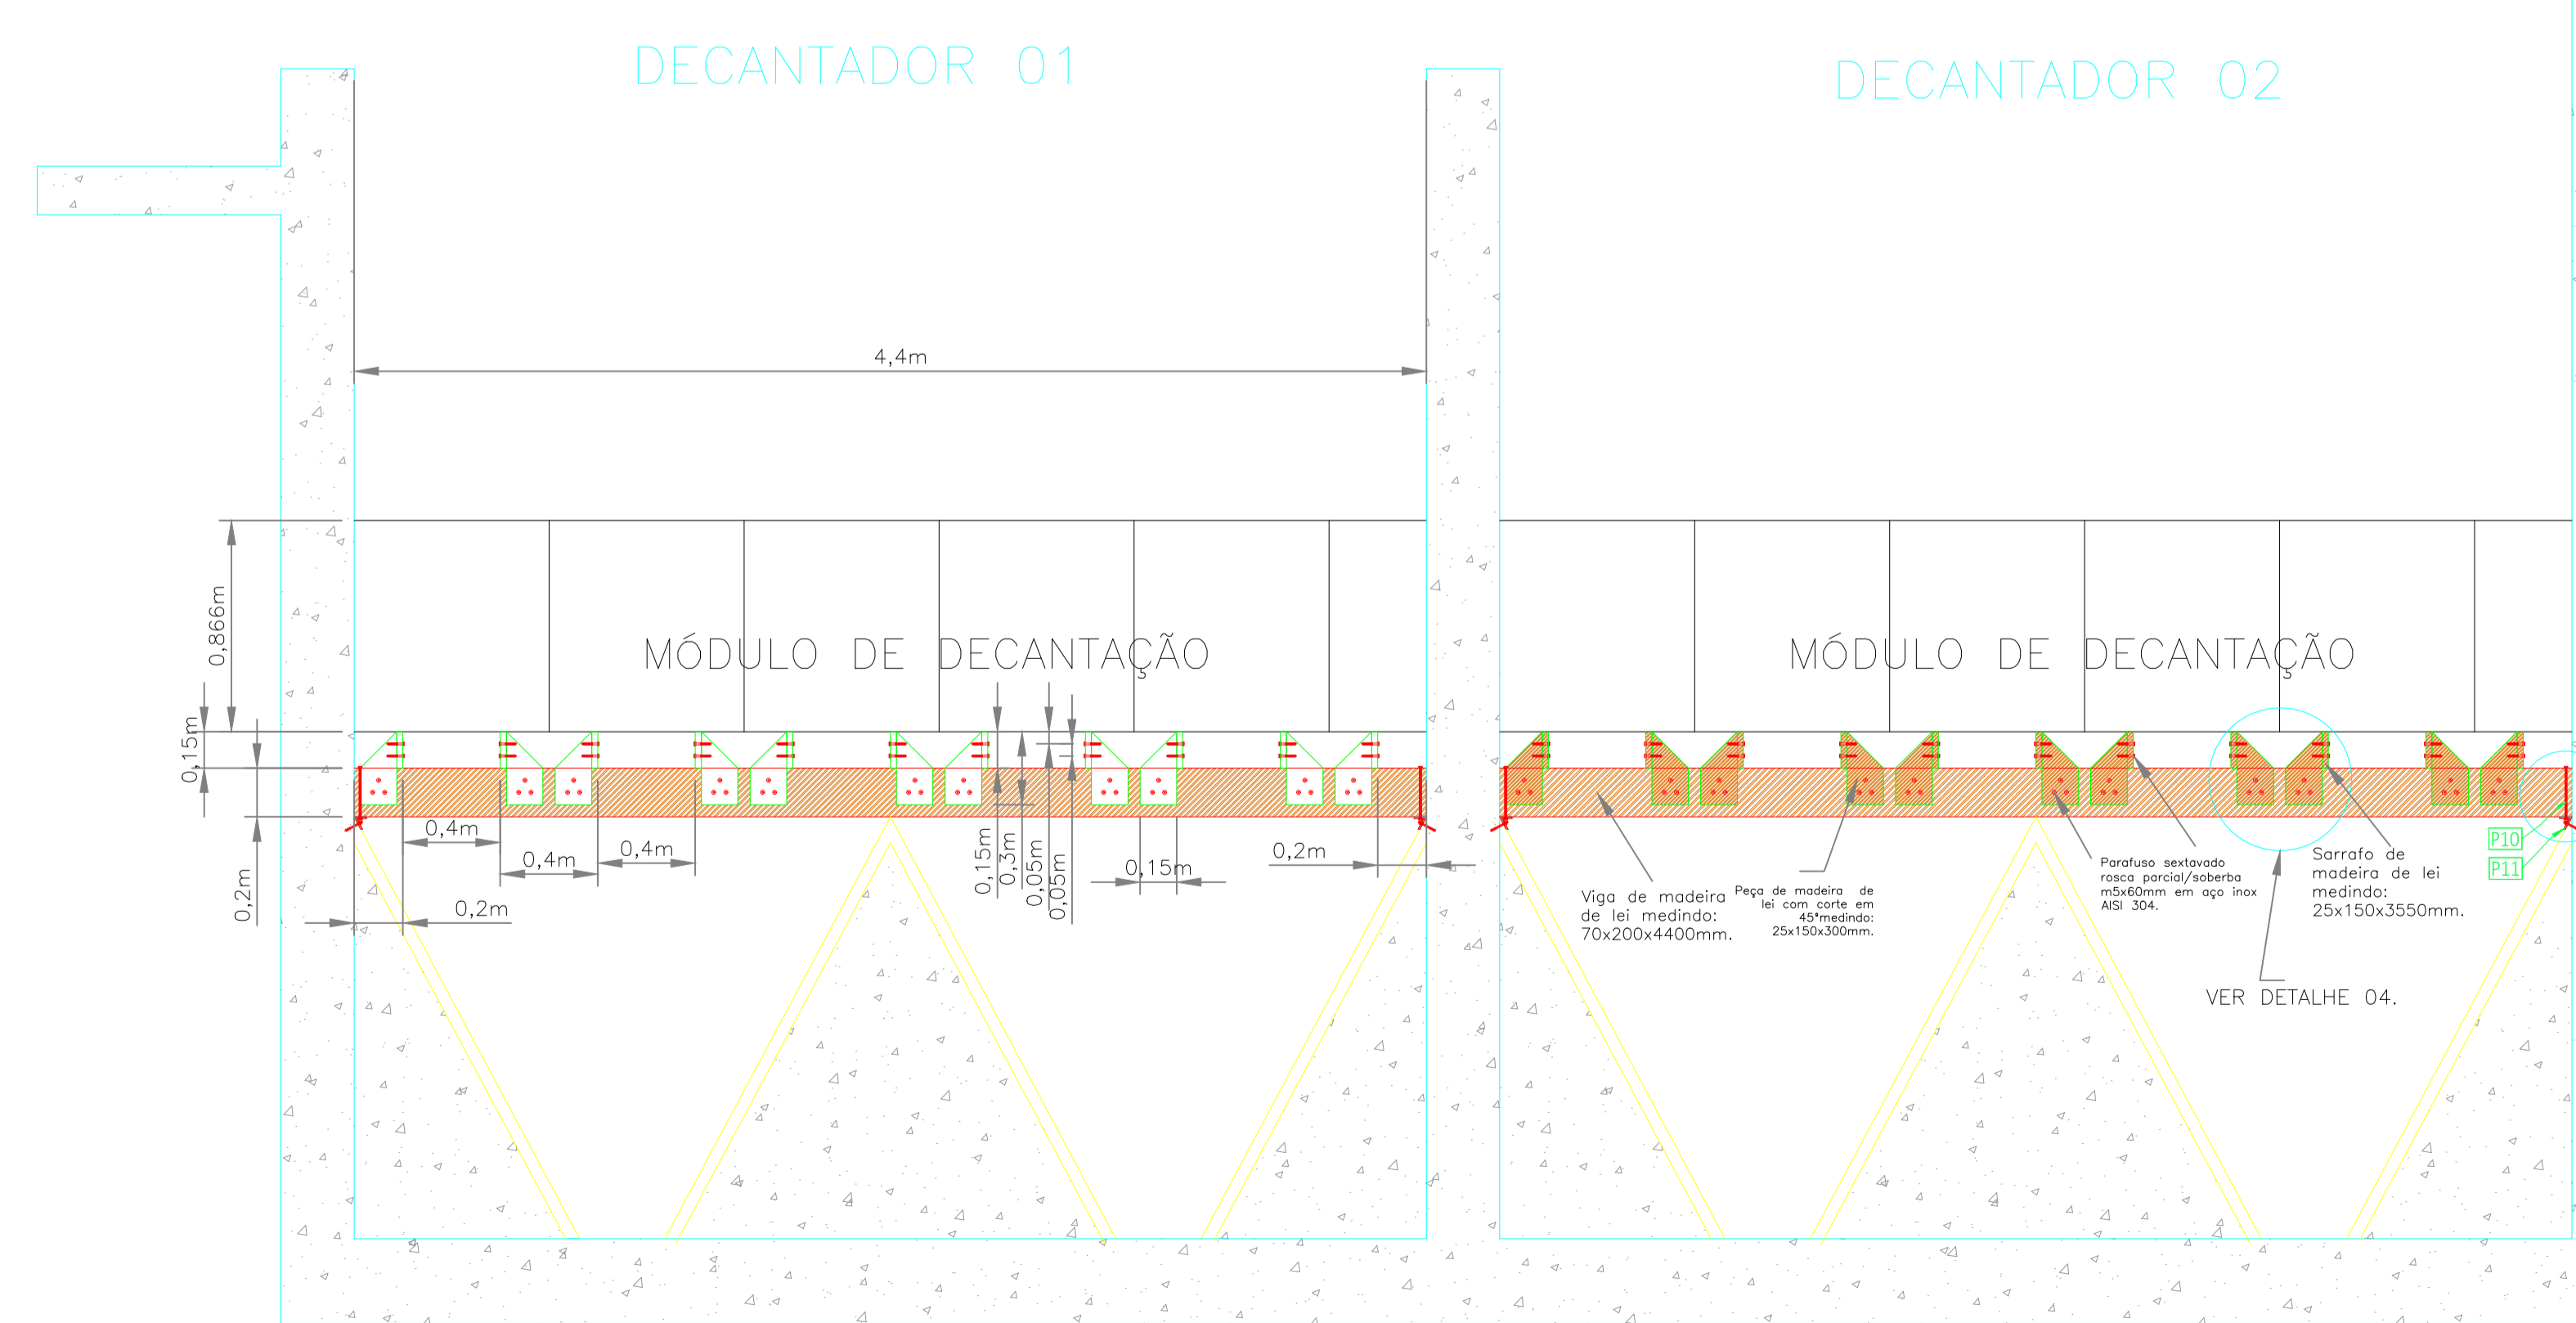 DECANTADOR 01
DECANTADOR 02
4,4m
0,866m
MÓDULO DE DECANTAÇÃO
MÓDULO DE DECANTAÇÃO
0,15m
0,2m
0,4m
0,4m
0,4m
0,2m
0,15m
0,3m
0,05m
0,05m
0,15m
0,2m
Viga de madeira
de lei medindo:
70x200x4400mm.
Peça de madeira de
lei com corte em
45°medindo:
25x150x300mm.
Parafuso sextavado
rosca parcial/soberba
m5x60mm em aço inox
AISI 304.
Sarrafo de
madeira de lei
medindo:
25x150x3550mm.
P10
P11
VER DETALHE 04.